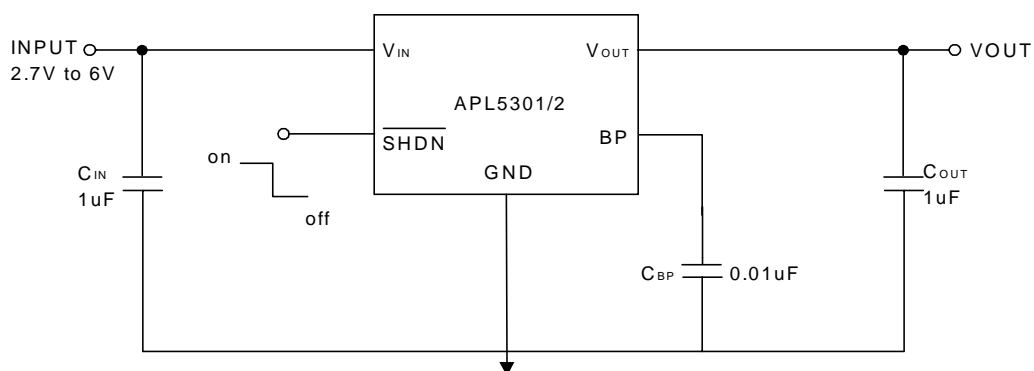 INPUT
2.7V to 6V
VIN
VOUT
VOUT
APL5301/2
SHDN
BP
GND
on
off
CIN
1uF
COUT
1uF
CBP
0.01uF